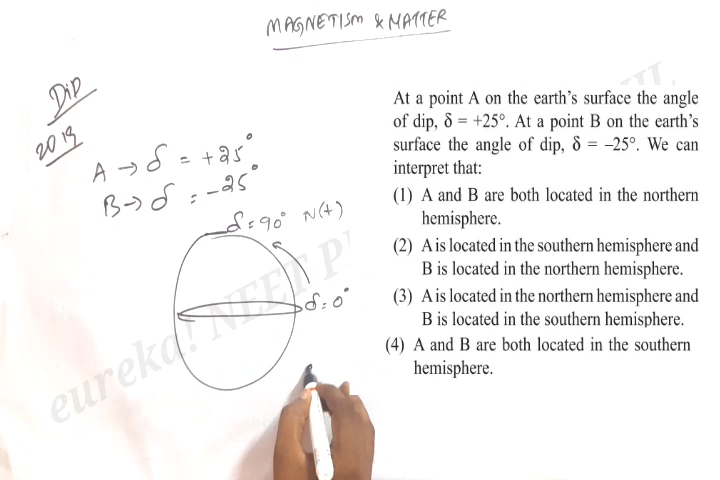 MAGNETISM & MATTER
DIP
2019
A → δ = +25°
B → δ = -25°
δ = 90° N(+)
δ = 0°
At a point A on the earth's surface the angle
of dip, δ = +25°. At a point B on the earth's
surface the angle of dip, δ = –25°. We can
interpret that:
(1) A and B are both located in the northern
hemisphere.
(2) A is located in the southern hemisphere and
B is located in the northern hemisphere.
(3) A is located in the northern hemisphere and
B is located in the southern hemisphere.
(4) A and B are both located in the southern
hemisphere.
eureka! NEET